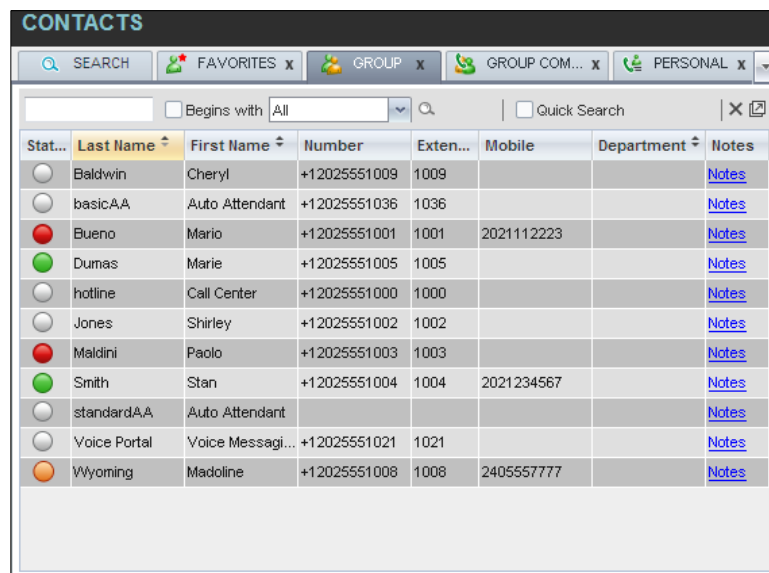 CONTACTS
SEARCH FAVORITES x GROUP x GROUP COM... x PERSONAL x
Begins with All Quick Search
Stat... Last Name First Name Number Exten... Mobile Department Notes
Baldwin Cheryl +12025551009 1009 Notes
basicAA Auto Attendant +12025551036 1036 Notes
Bueno Mario +12025551001 1001 2021112223 Notes
Dumas Marie +12025551005 1005 Notes
hotline Call Center +12025551000 1000 Notes
Jones Shirley +12025551002 1002 Notes
Maldini Paolo +12025551003 1003 Notes
Smith Stan +12025551004 1004 2021234567 Notes
standardAA Auto Attendant Notes
Voice Portal Voice Messagi... +12025551021 1021 Notes
Wyoming Madoline +12025551008 1008 2405557777 Notes